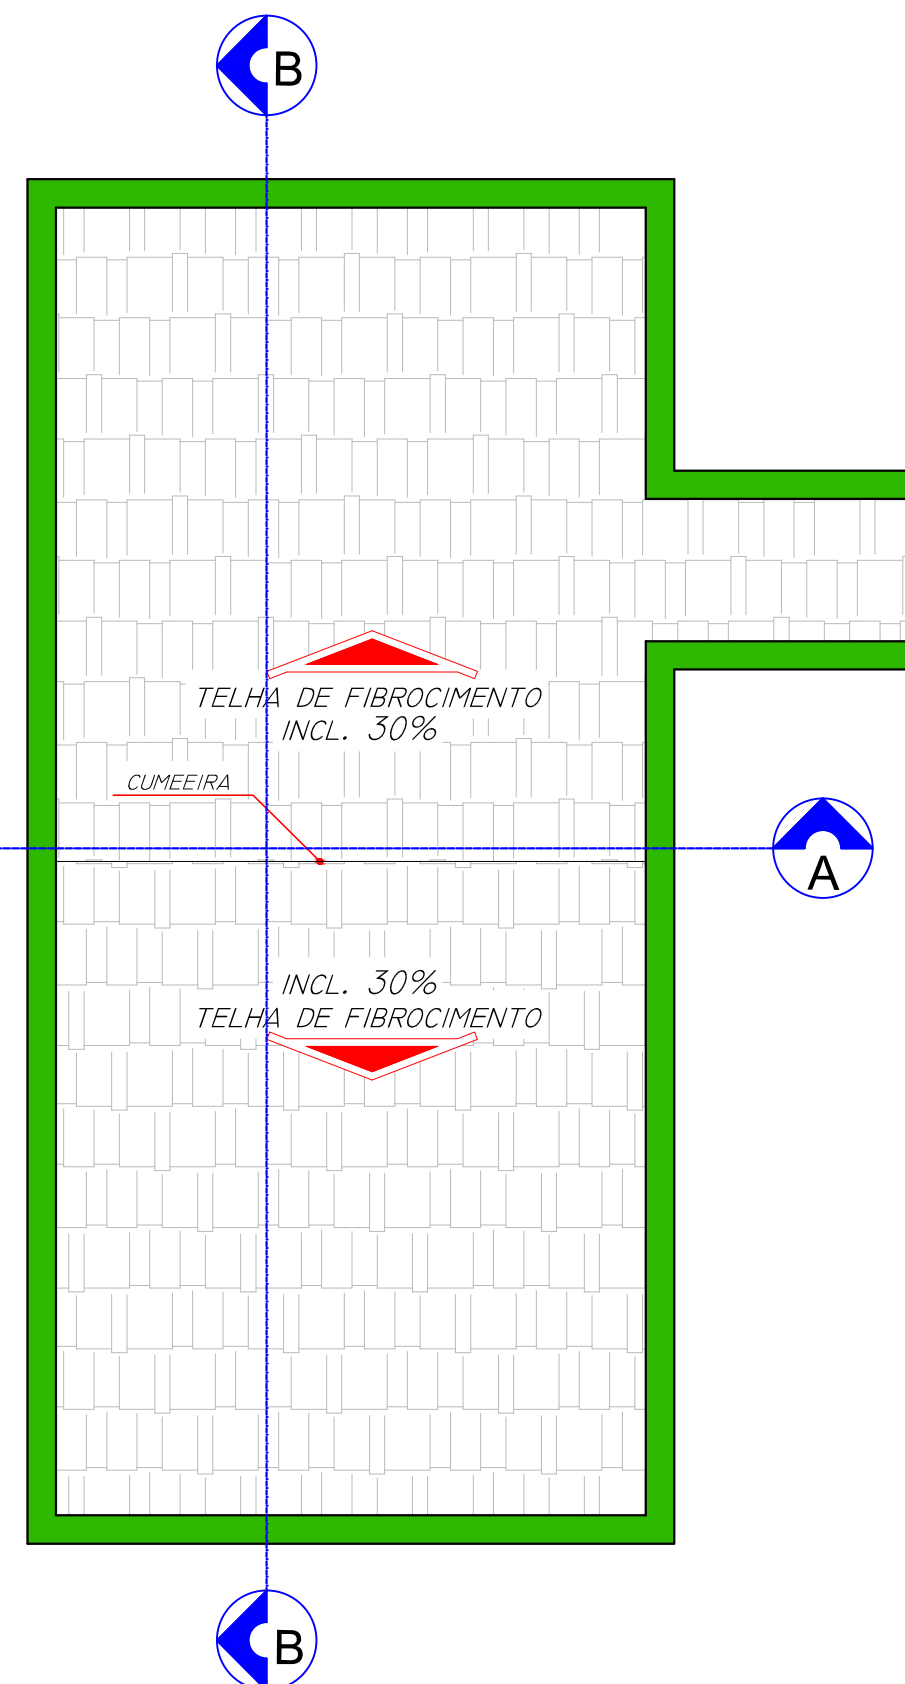 B
TELHA DE FIBROCIMENTO
INCL. 30%
CUMEEIRA
A
INCL. 30%
TELHA DE FIBROCIMENTO
B